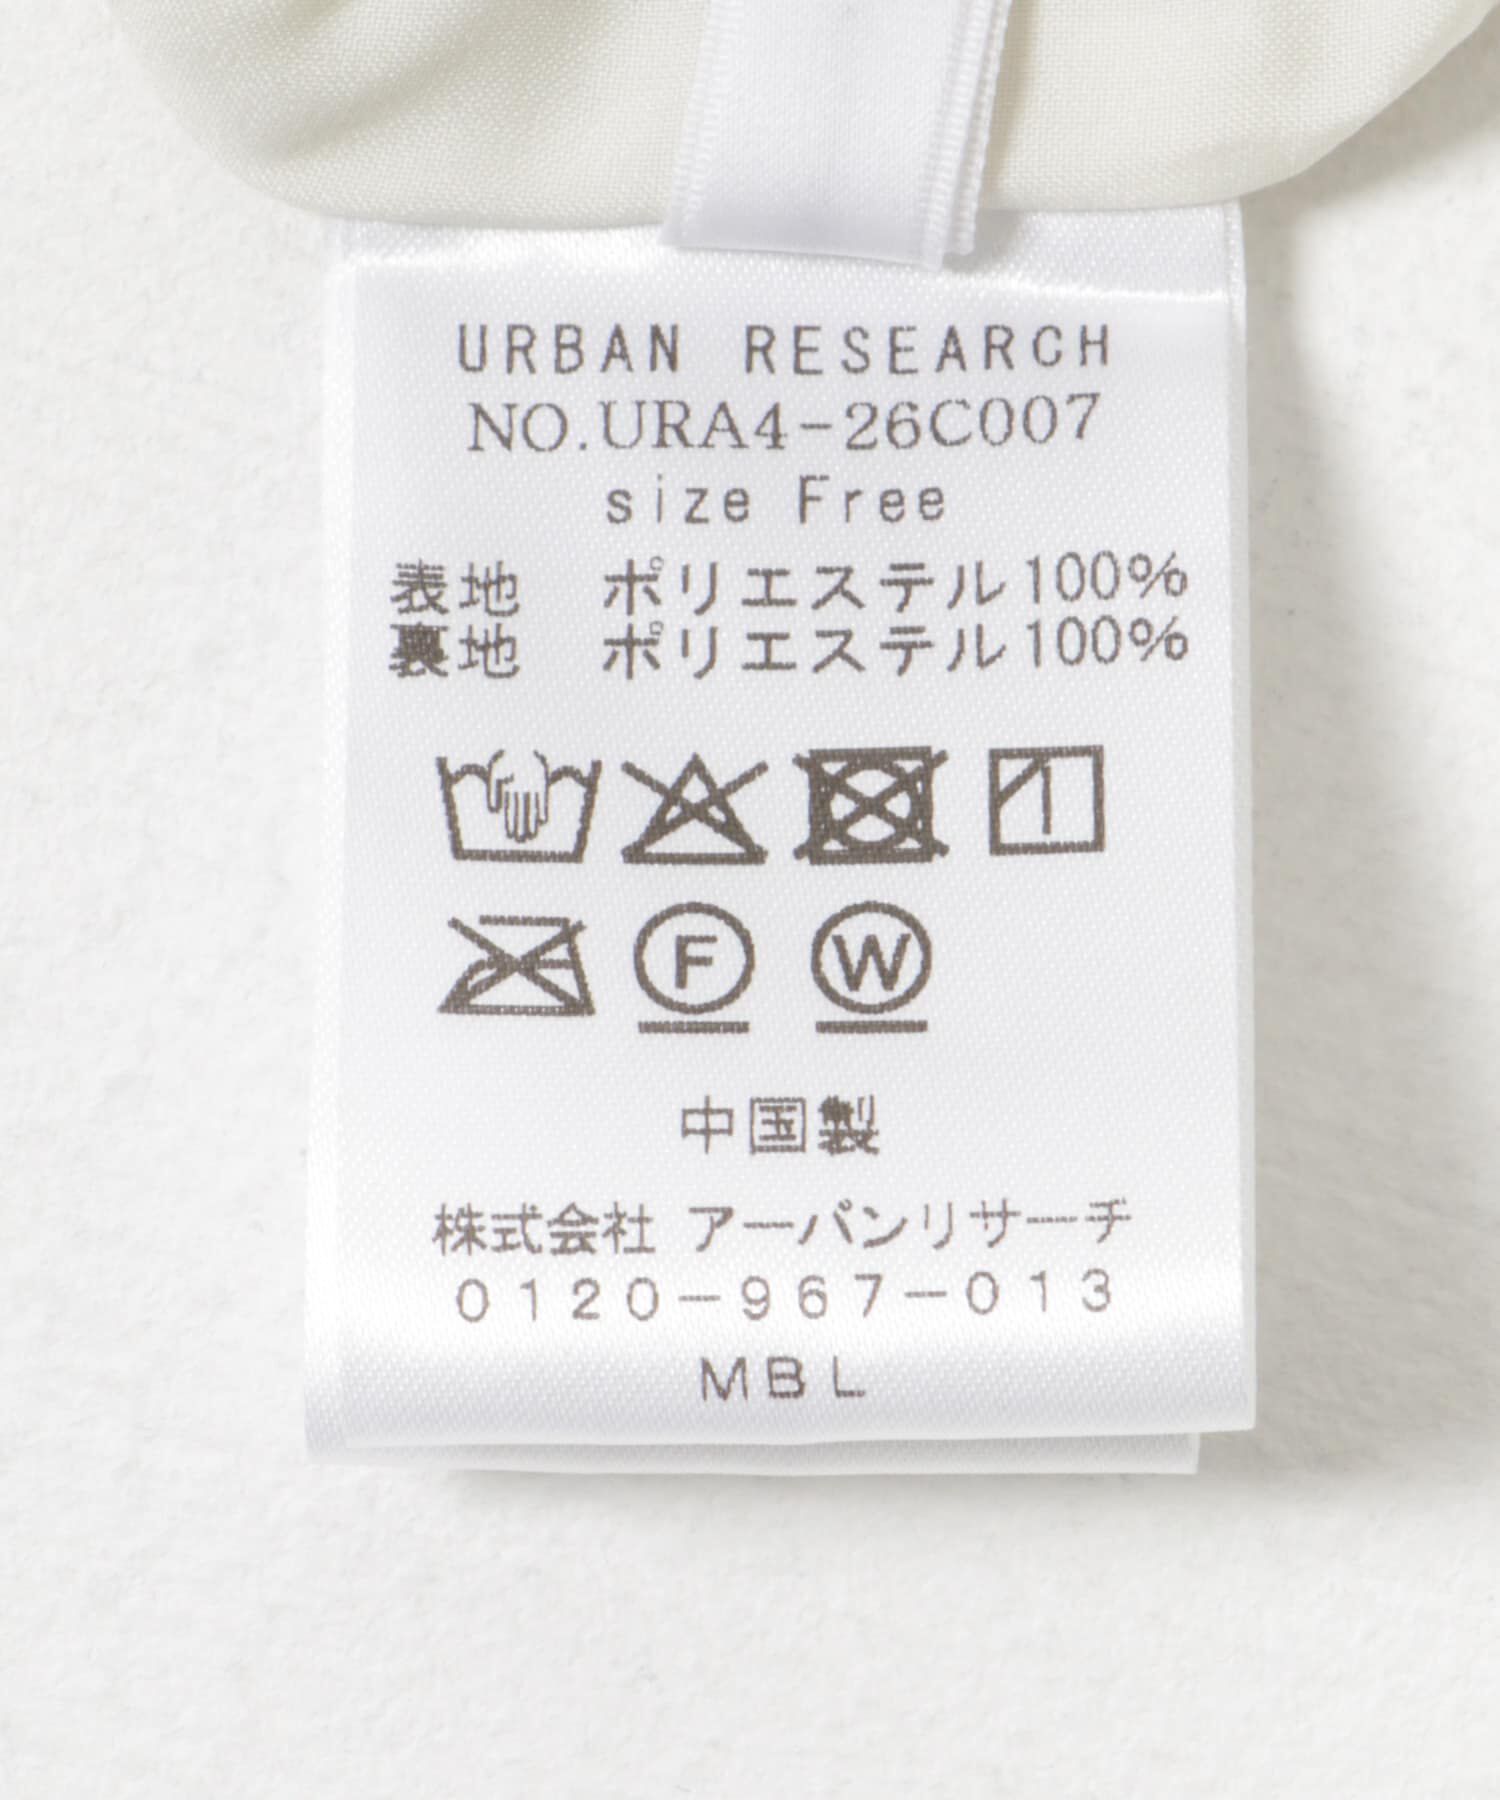 URBAN RESEARCH
NO.URA4-26C007
size Free
表地 ポリエステル100%
裏地 ポリエステル100%
F W
中国製
株式会社 アーバンリサーチ
0120-967-013
MBL